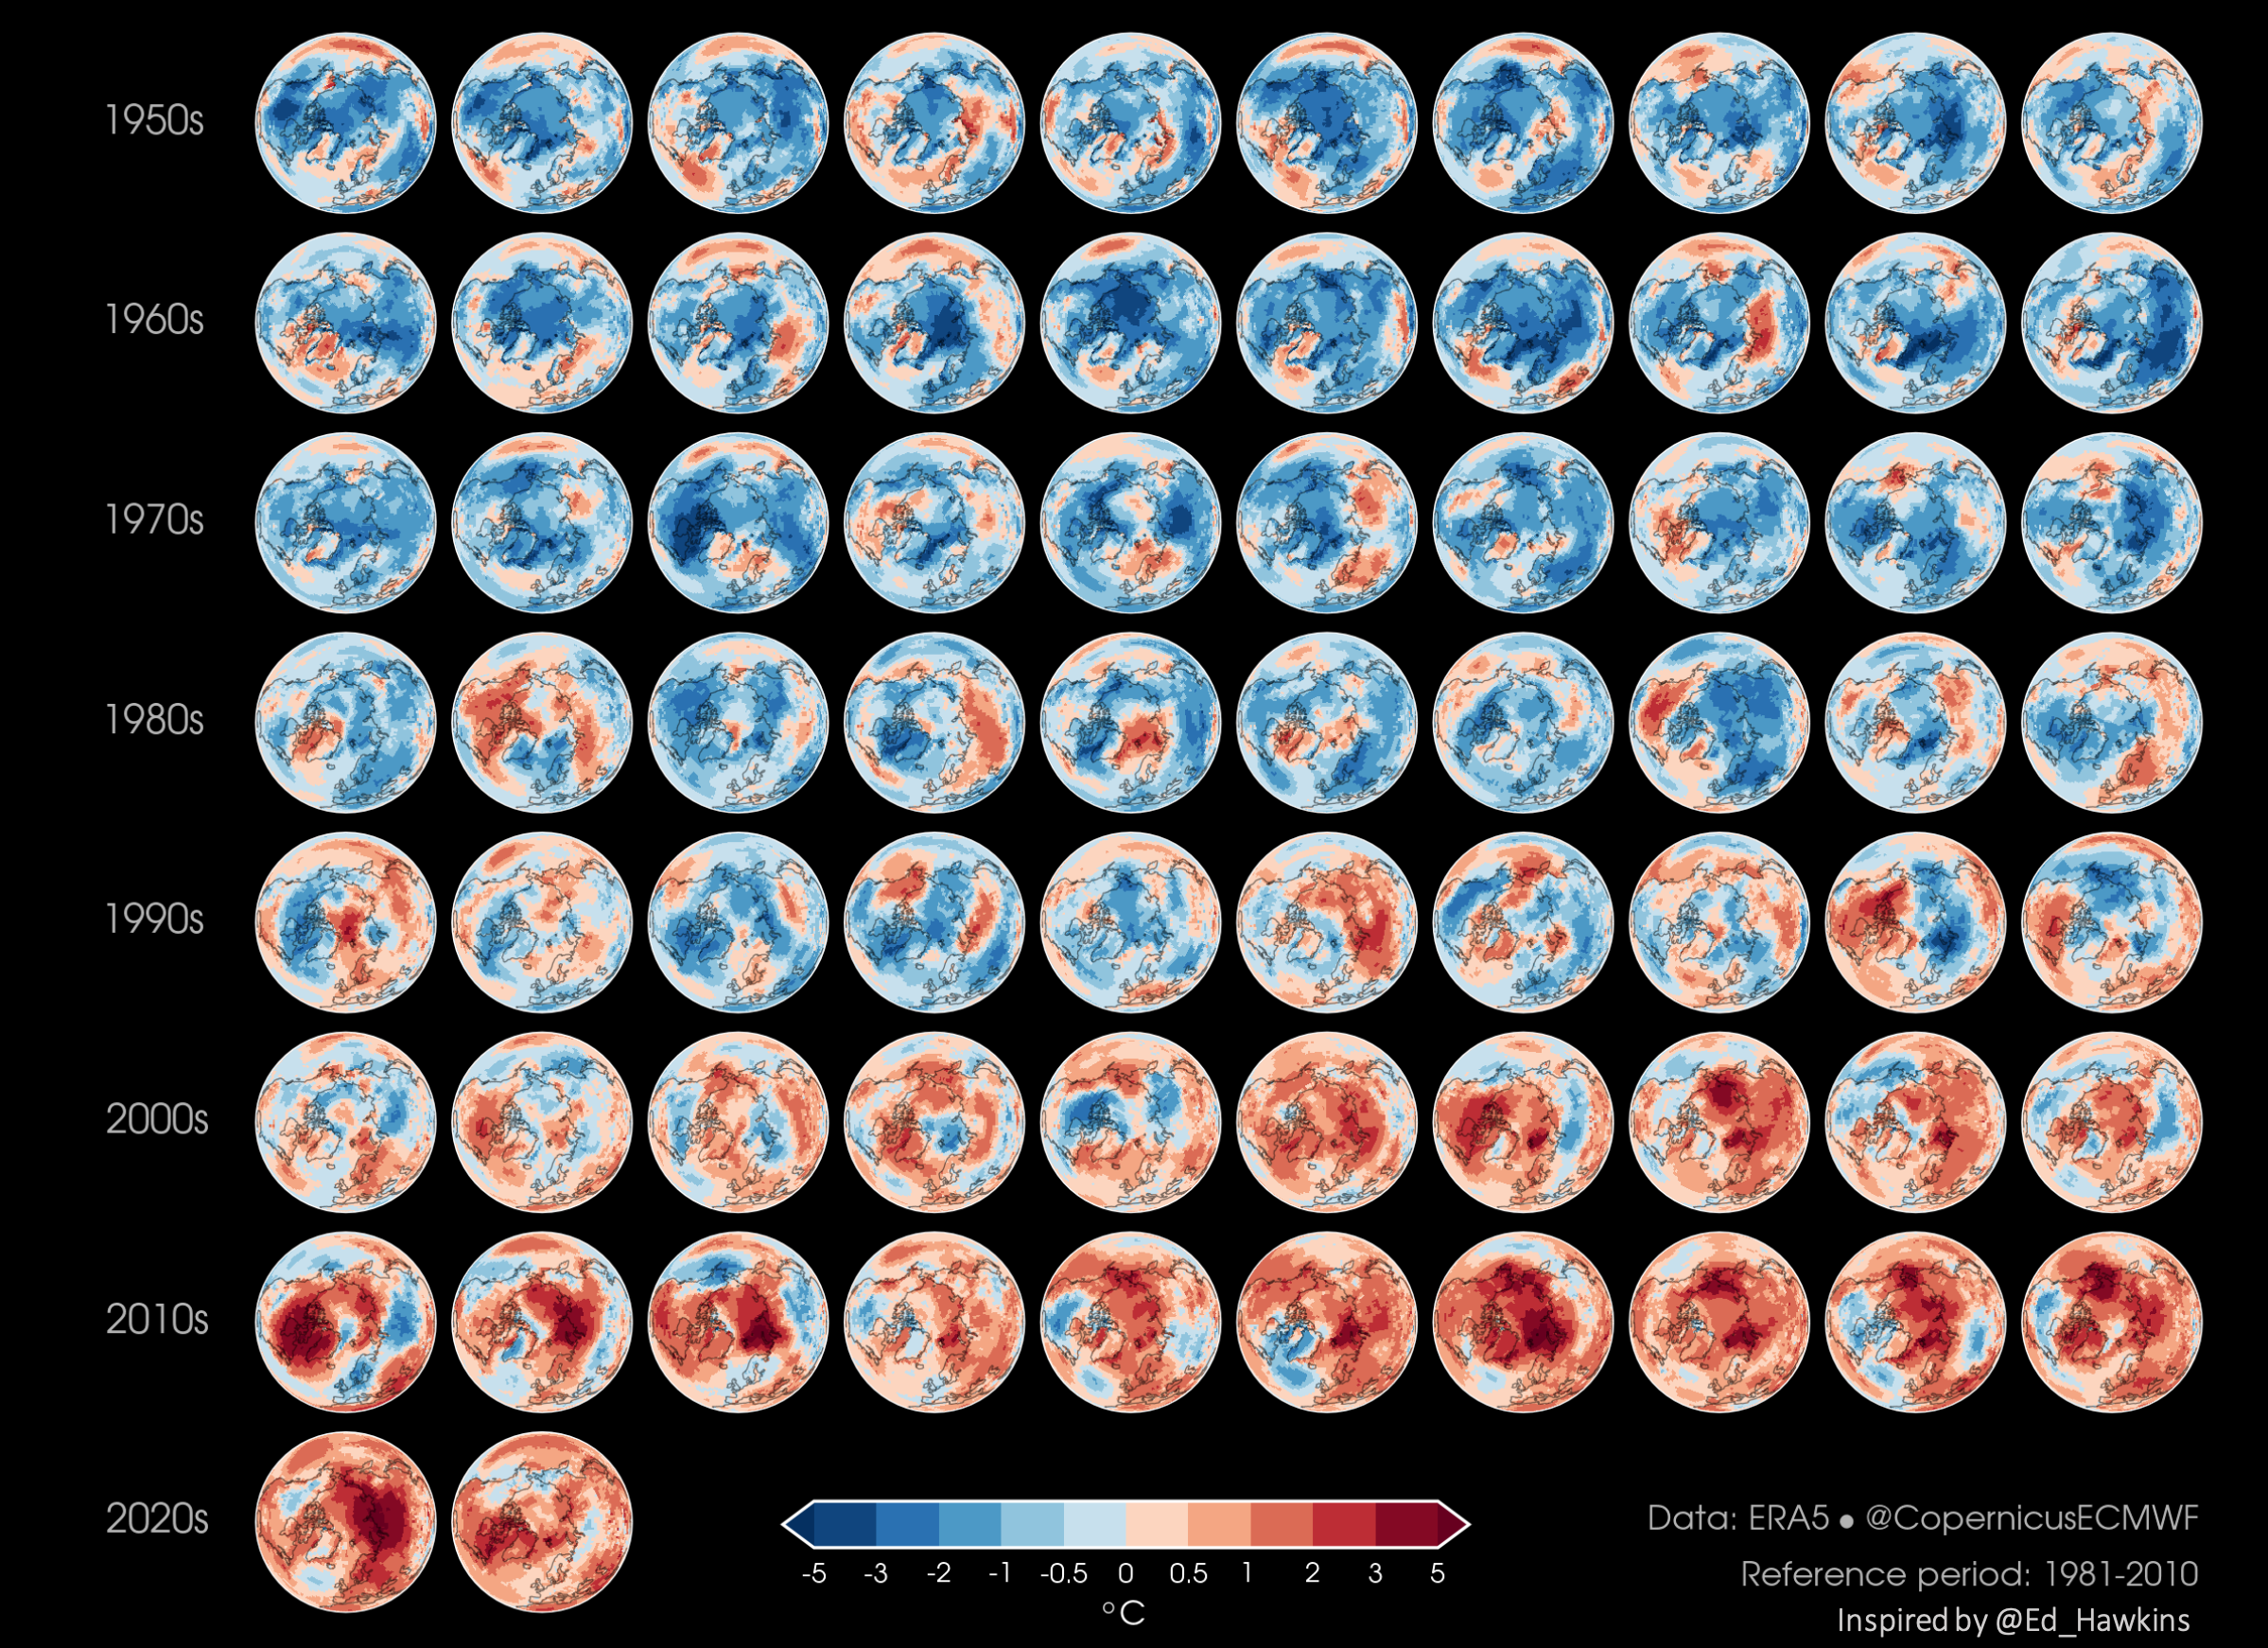 1950s
1960s
1970s
1980s
1990s
2000s
2010s
2020s
-5 -3 -2 -1 -0.5 0 0.5 1 2 3 5
°C
Data: ERA5 ● @CopernicusECMWF
Reference period: 1981-2010
Inspired by @Ed_Hawkins